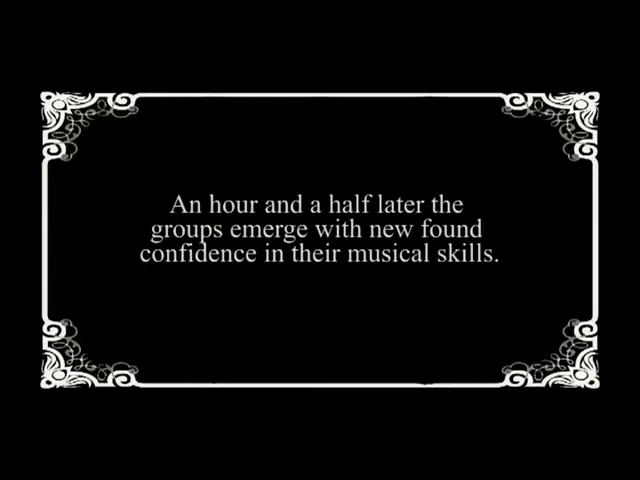 An hour and a half later the
groups emerge with new found
confidence in their musical skills.